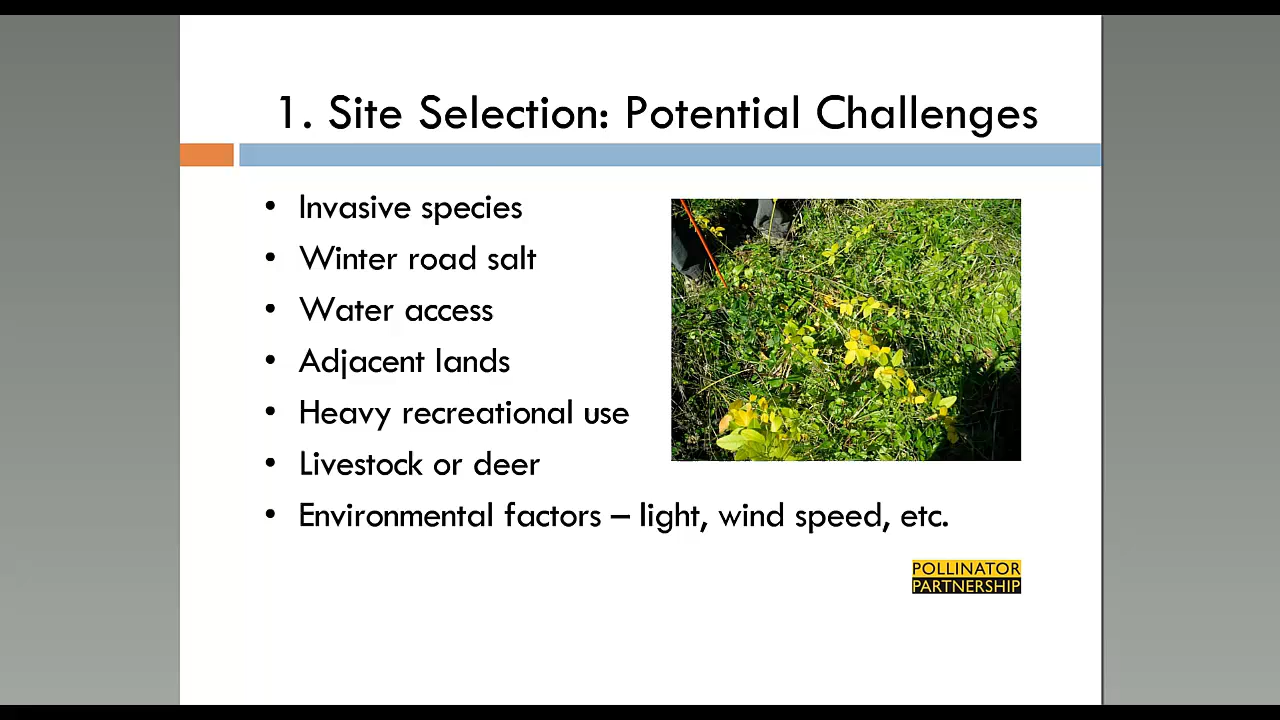 1. Site Selection: Potential Challenges
• Invasive species
• Winter road salt
• Water access
• Adjacent lands
• Heavy recreational use
• Livestock or deer
• Environmental factors – light, wind speed, etc.
POLLINATOR
PARTNERSHIP